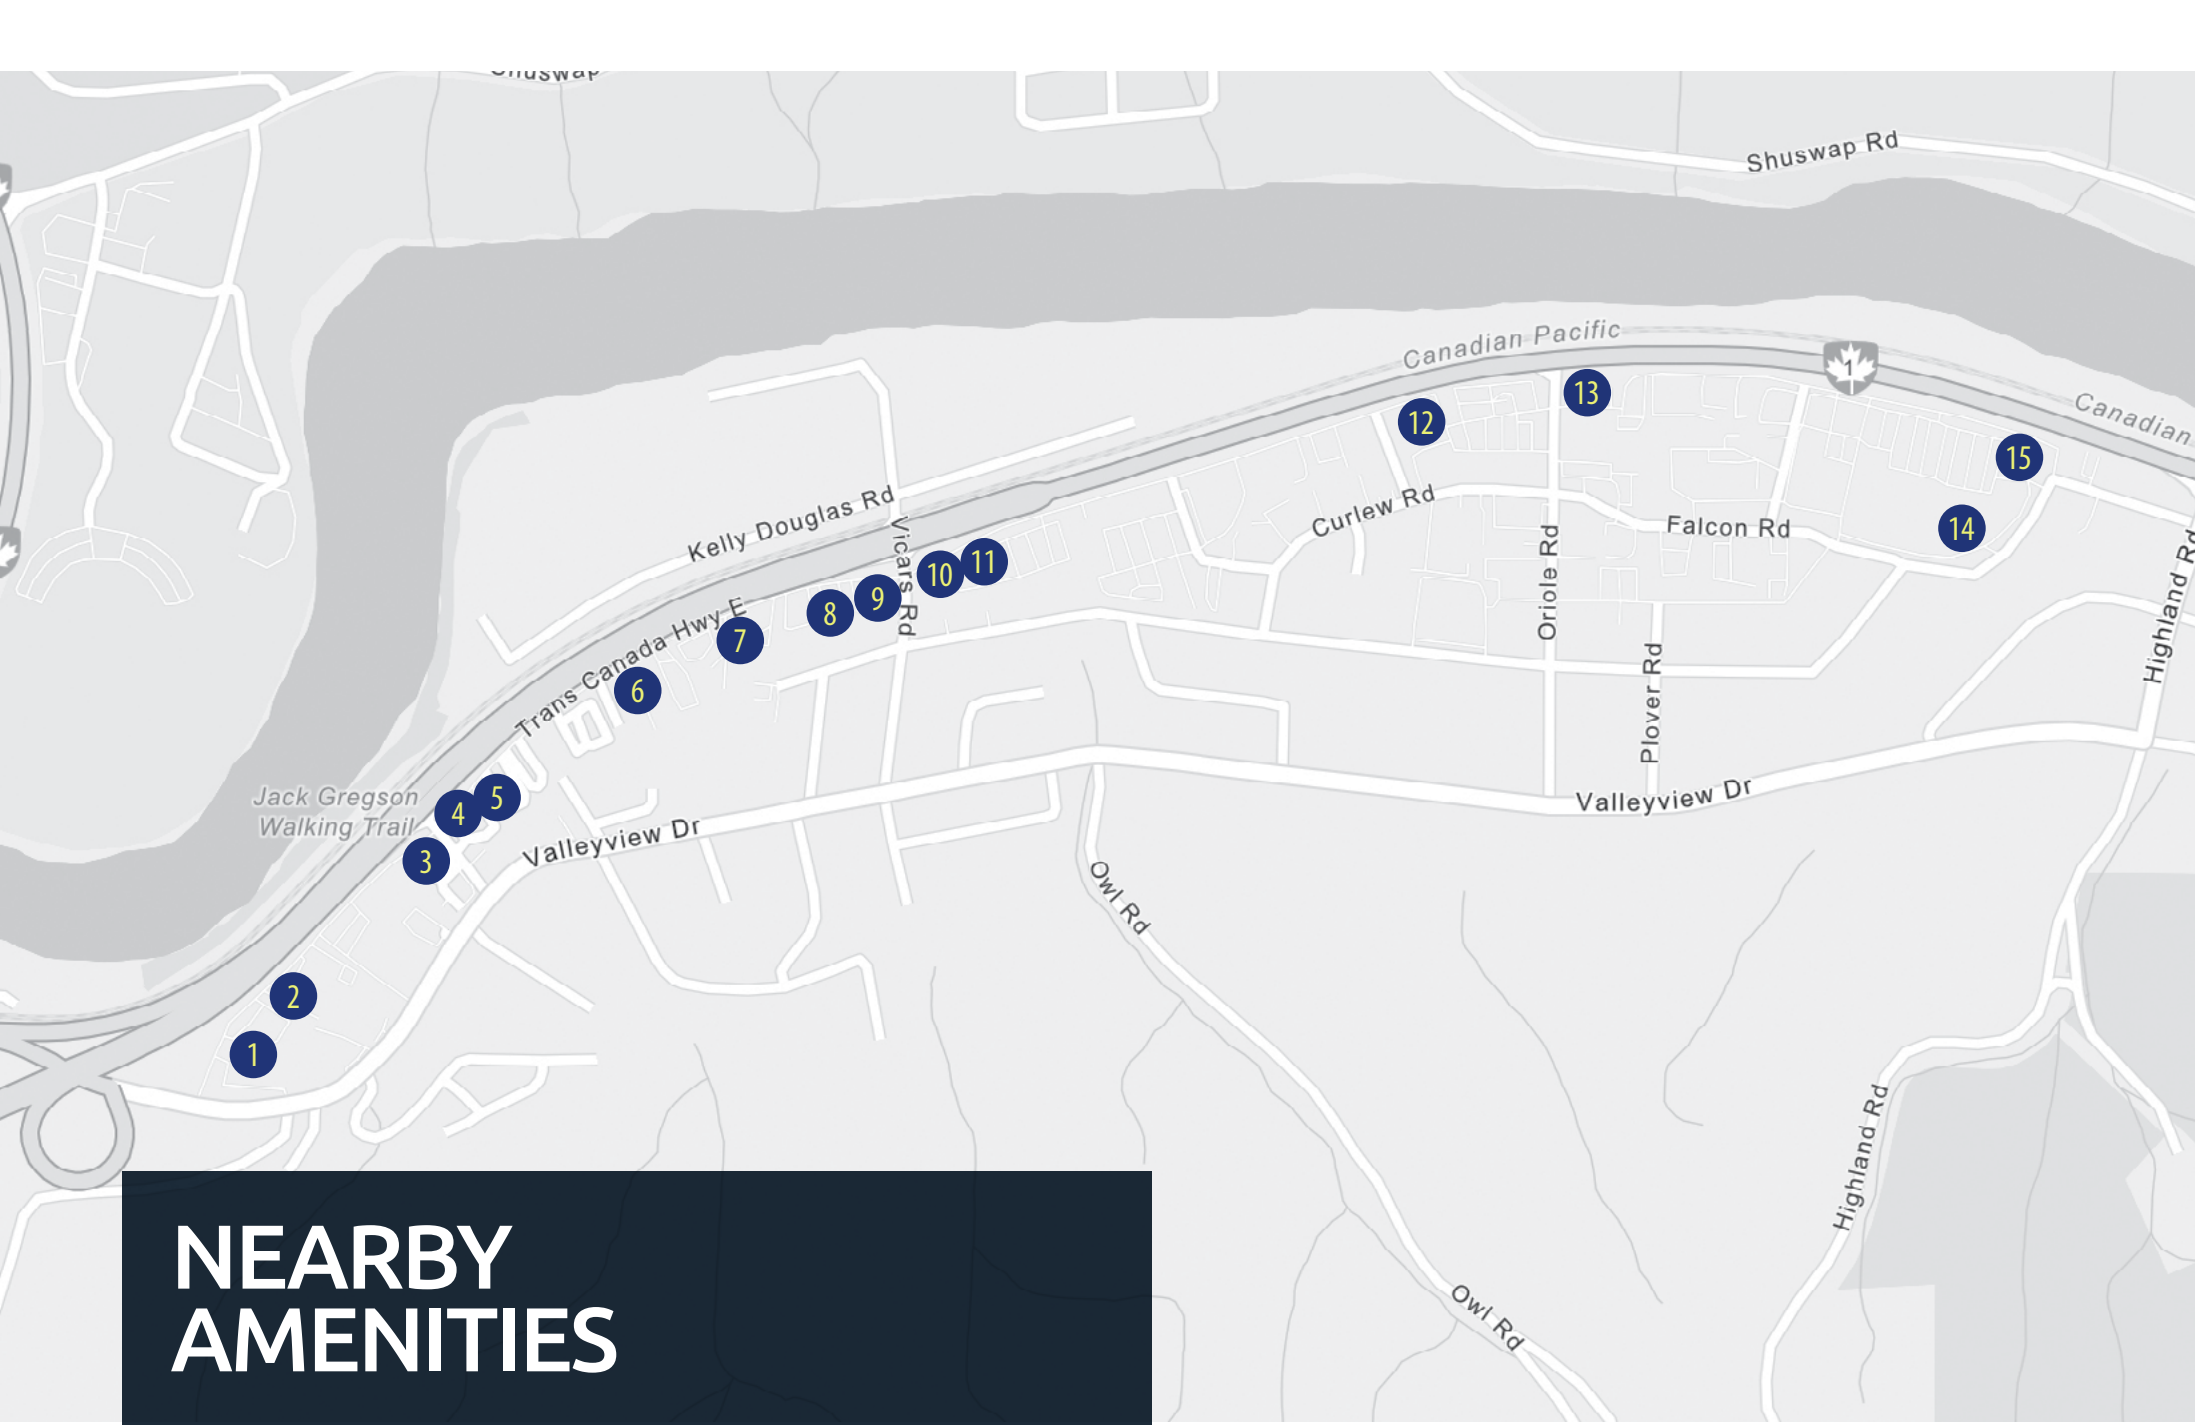 Shuswap
Shuswap Rd
Canadian Pacific
1
Canadian
13
12
15
14
Curlew Rd
Falcon Rd
Kelly Douglas Rd
Vicars Rd
Oriole Rd
Highland Rd
11
10
9
8
7
6
Trans Canada Hwy E
Plover Rd
Jack Gregson
Walking Trail
5
4
3
Valleyview Dr
Valleyview Dr
Owl Rd
2
1
Highland Rd
Owl Rd
NEARBY
AMENITIES